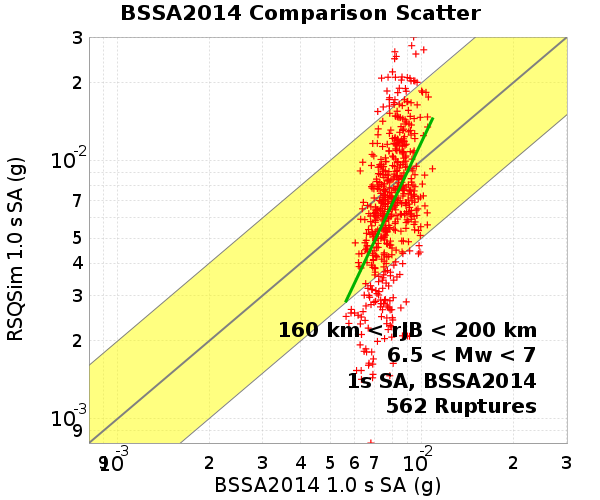 BSSA2014 Comparison Scatter
RSQSim 1.0 s SA (g)
3
2
10-2
7
5
4
3
2
10-3
9
160 km < rJB < 200 km
6.5 < Mw < 7
1s SA, BSSA2014
562 Ruptures
9 10-3 2 3 4 5 6 7 10-2 2 3
BSSA2014 1.0 s SA (g)